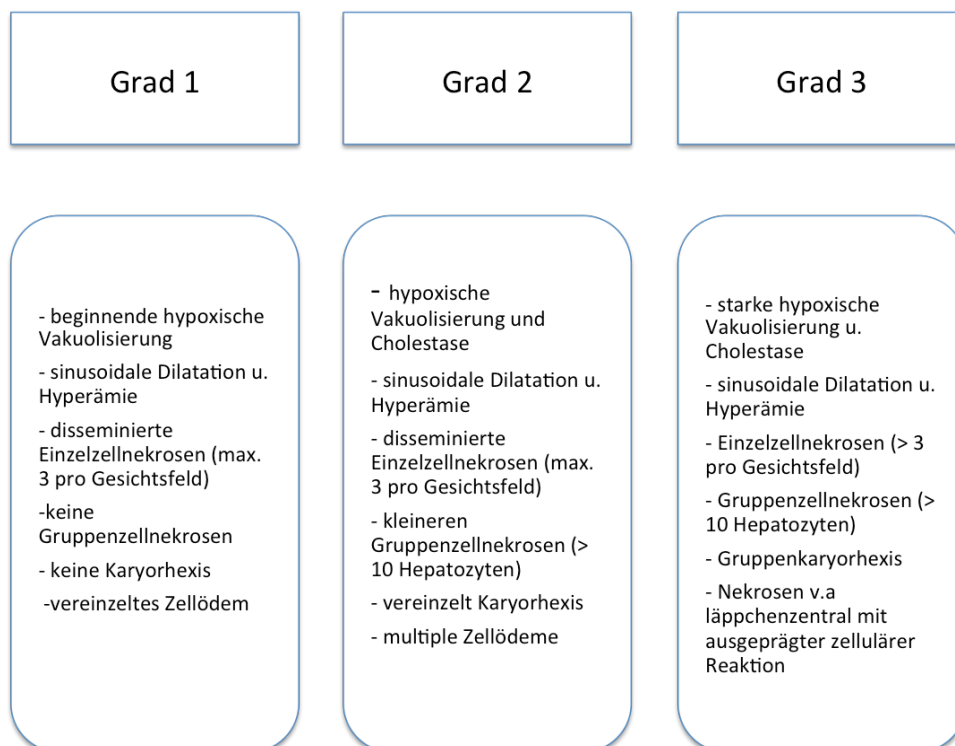 Grad 1
Grad 2
Grad 3
- beginnende hypoxische
Vakuolisierung
- sinusoidale Dilatation u.
Hyperämie
- disseminierte
Einzelzellnekrosen (max.
3 pro Gesichtsfeld)
-keine
Gruppenzellnekrosen
- keine Karyorhexis
-vereinzeltes Zellödem
- hypoxische
Vakuolisierung und
Cholestase
- sinusoidale Dilatation u.
Hyperämie
- disseminierte
Einzelzellnekrosen (max.
3 pro Gesichtsfeld)
- kleineren
Gruppenzellnekrosen (>
10 Hepatozyten)
- vereinzelt Karyorhexis
- multiple Zellödeme
- starke hypoxische
Vakuolisierung u.
Cholestase
- sinusoidale Dilatation u.
Hyperämie
- Einzelzellnekrosen (> 3
pro Gesichtsfeld)
- Gruppenzellnekrosen (>
10 Hepatozyten)
- Gruppenkaryorhexis
- Nekrosen v.a
läppchenzentral mit
ausgeprägter zellulärer
Reaktion